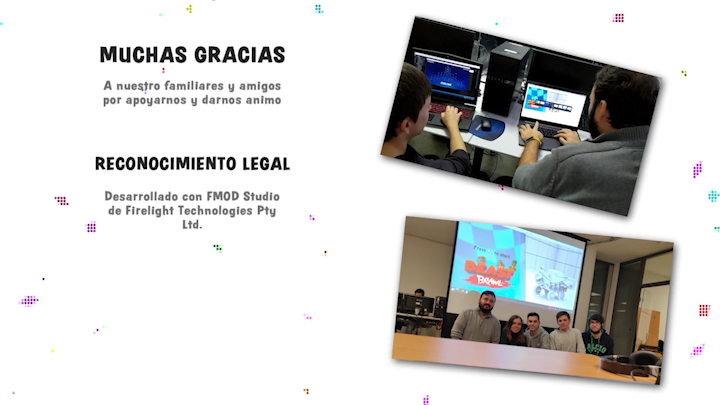 MUCHAS GRACIAS
A nuestro familiares y amigos
por apoyarnos y darnos animo
RECONOCIMIENTO LEGAL
Desarrollado con FMOD Studio
de Firelight Technologies Pty
Ltd.
BRAWL